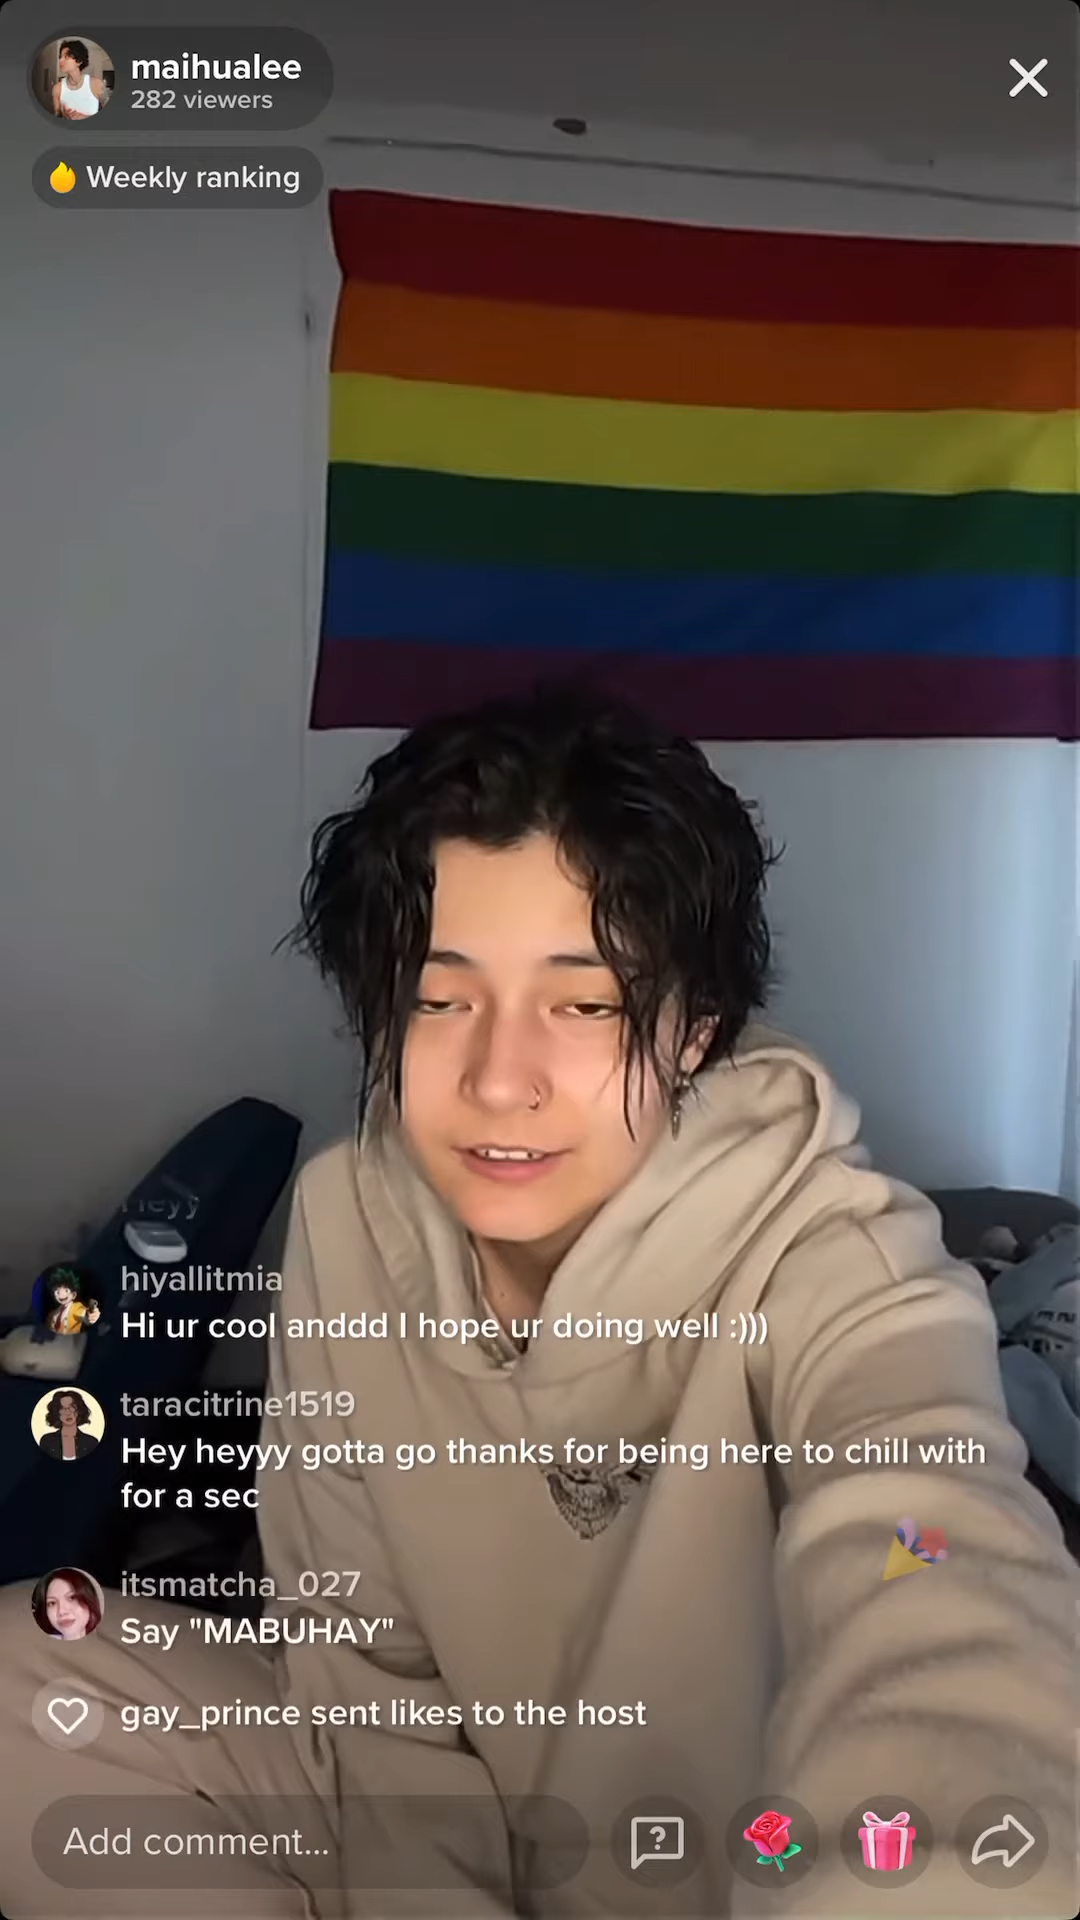 maihualee
282 viewers
Weekly ranking
hiyallitmia
Hi ur cool anddd I hope ur doing well :)))
taracitrine1519
Hey heyyy gotta go thanks for being here to chill with
for a sec
itsmatcha_027
Say "MABUHAY"
gay_prince sent likes to the host
Add comment...